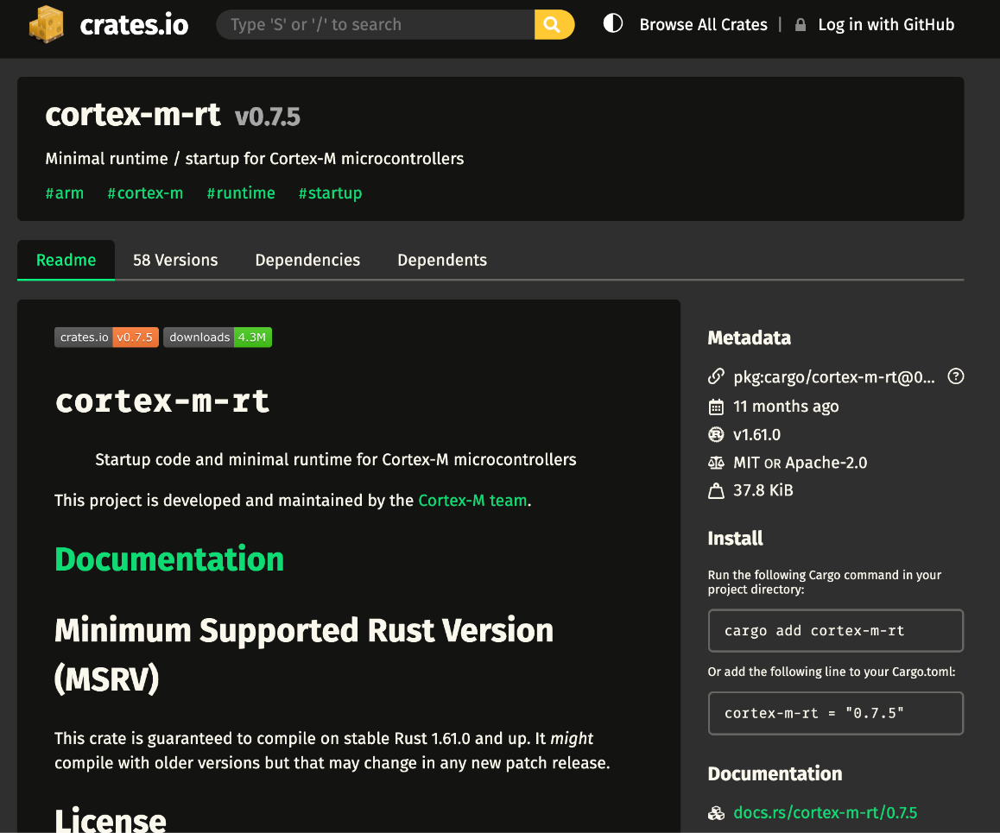 crates.io
Type 'S' or '/' to search
Browse All Crates | Log in with GitHub
cortex-m-rt v0.7.5
Minimal runtime / startup for Cortex-M microcontrollers
#arm #cortex-m #runtime #startup
Readme 58 Versions Dependencies Dependents
crates.io v0.7.5 downloads 4.3M
cortex-m-rt
Startup code and minimal runtime for Cortex-M microcontrollers
This project is developed and maintained by the Cortex-M team.
Documentation
Minimum Supported Rust Version
(MSRV)
This crate is guaranteed to compile on stable Rust 1.61.0 and up. It might
compile with older versions but that may change in any new patch release.
License
Metadata
pkg:cargo/cortex-m-rt@0...
11 months ago
v1.61.0
MIT OR Apache-2.0
37.8 KiB
Install
Run the following Cargo command in your
project directory:
cargo add cortex-m-rt
Or add the following line to your Cargo.toml:
cortex-m-rt = "0.7.5"
Documentation
docs.rs/cortex-m-rt/0.7.5